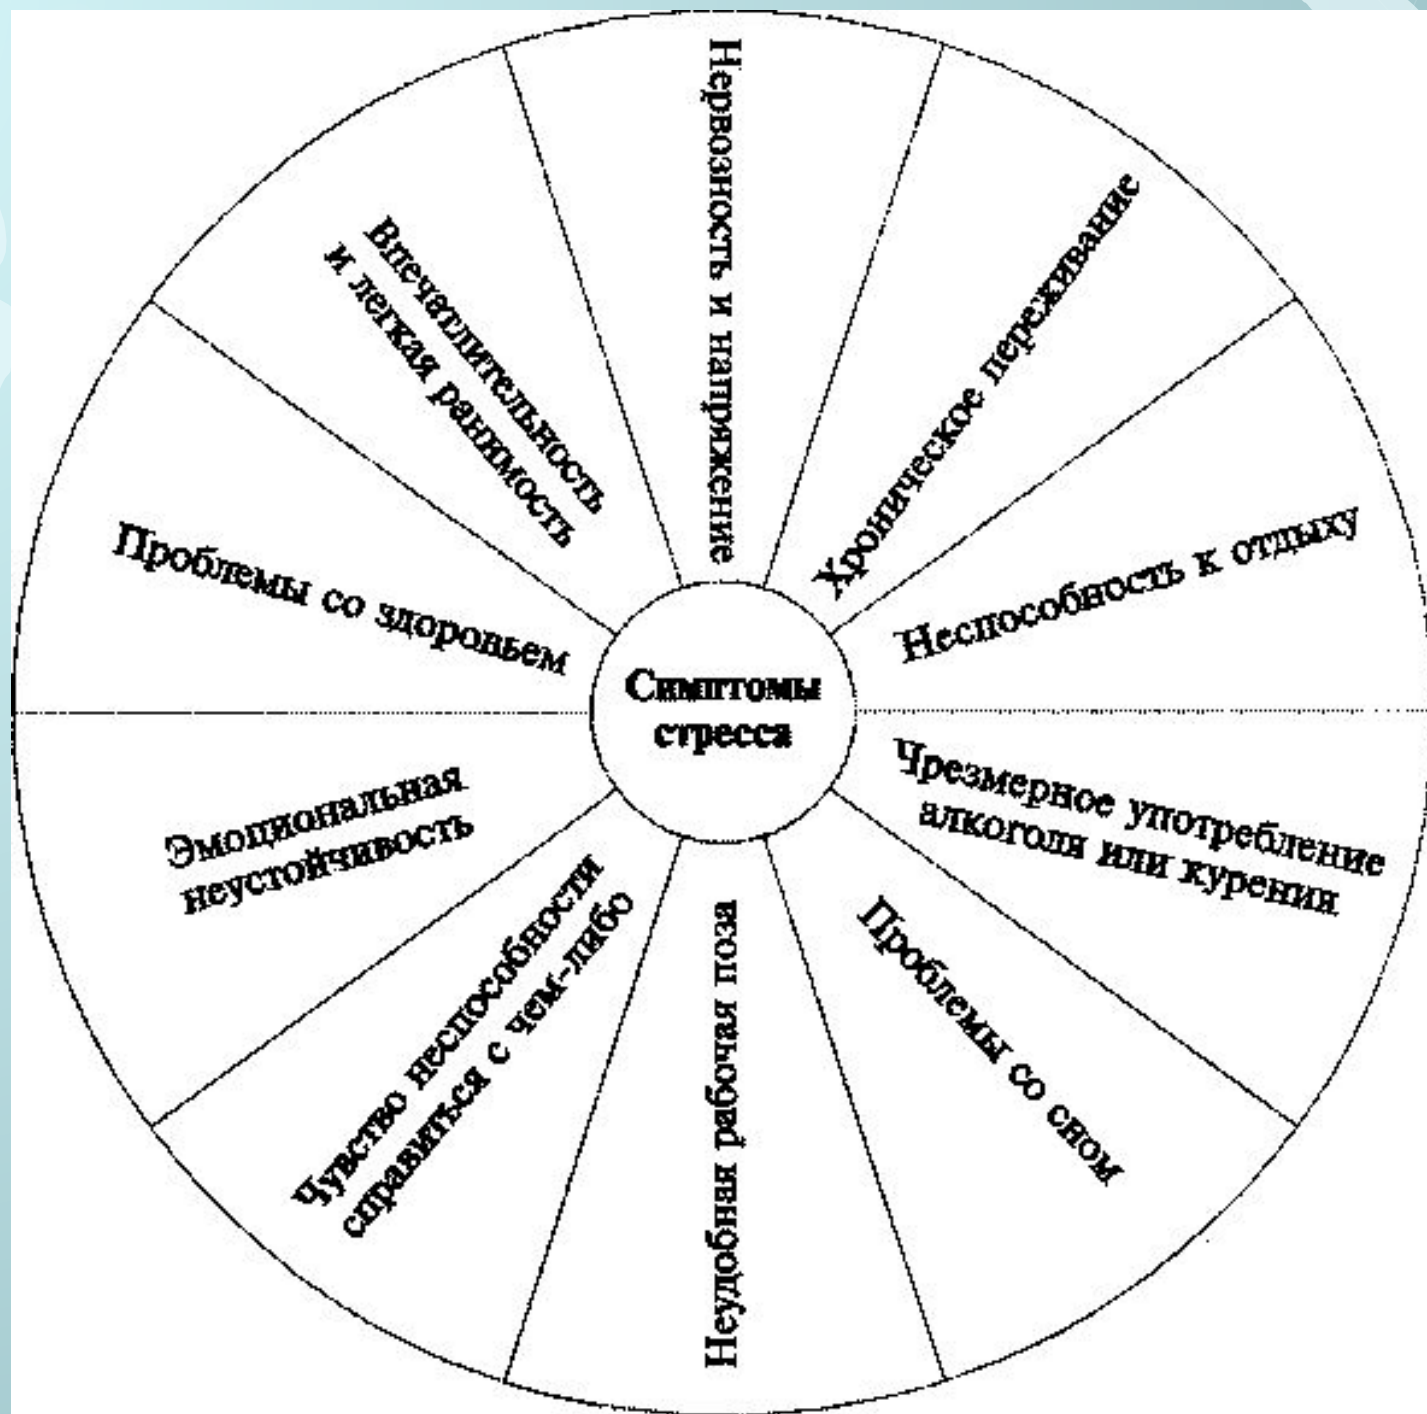 Нервозность и напряжение
Хроническое переживание
Неспособность к отдыху
Чрезмерное употребление
алкоголя или курения
Проблемы со сном
Неудобная рабочая поза
Чувство неспособности
справиться с чем-либо
Эмоциональная
неустойчивость
Проблемы со здоровьем
Впечатлительность
и легкая ранимость
Симптомы
стресса